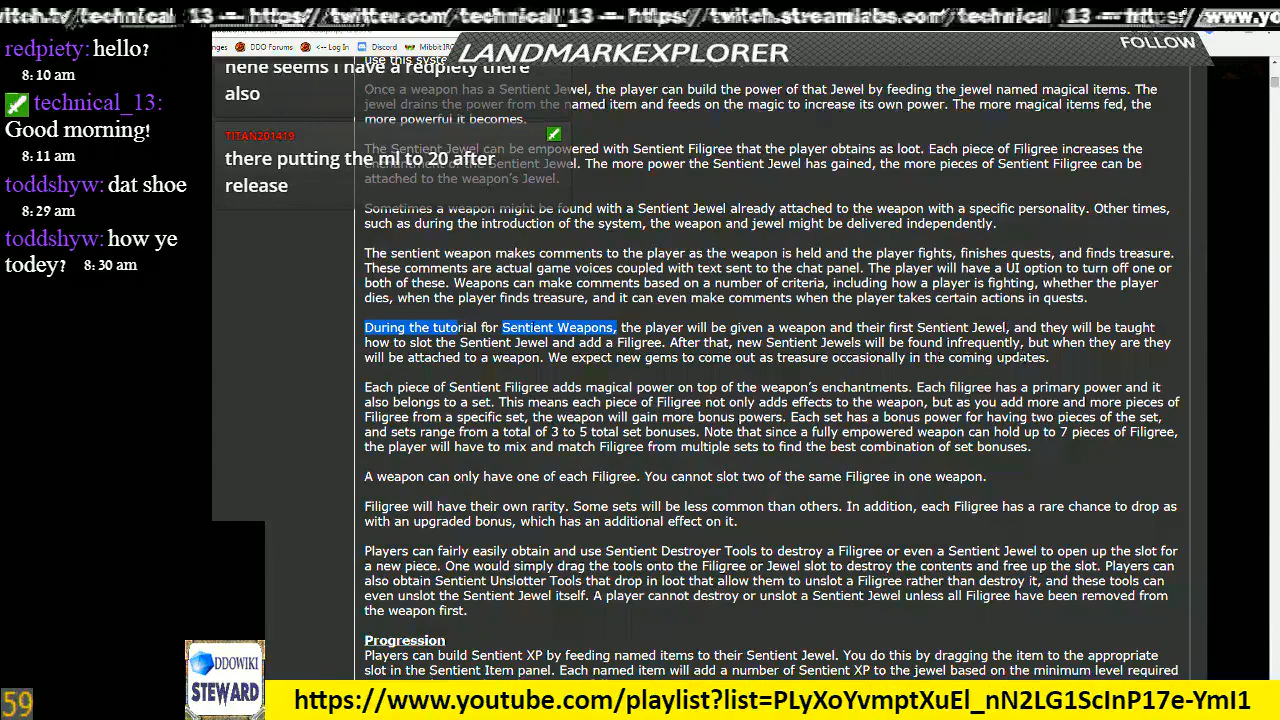 witch.tv/technical_13 — https://twitter.com/technical_13 — https://twitch.streamlabs.com/technical_13 — https://www.yo
redpiety: hello?
8:10 am
technical_13:
Good morning!
8:11 am
toddshyw: dat shoe
8:29 am
toddshyw: how ye
todey? 8:30 am
DDO Forums
<-- Log In
Discord
LANDMARKEXPLORER
FOLLOW
use this syste
hehe seems I have a redpiety there
also
TITAN201419
there putting the ml to 20 after
release
Once a weapon has a Sentient Jewel, the player can build the power of that Jewel by feeding the jewel named magical items. The
jewel drains the power from the named item and feeds on the magic to increase its own power. The more magical items fed, the
more powerful it becomes.
The Sentient Jewel can be empowered with Sentient Filigree that the player obtains as loot. Each piece of Filigree increases the
enchantment of the Sentient Jewel. The more power the Sentient Jewel has gained, the more pieces of Sentient Filigree can be
attached to the weapon's Jewel.
Sometimes a weapon might be found with a Sentient Jewel already attached to the weapon with a specific personality. Other times,
such as during the introduction of the system, the weapon and jewel might be delivered independently.
The sentient weapon makes comments to the player as the weapon is held and the player fights, finishes quests, and finds treasure.
These comments are actual game voices coupled with text sent to the chat panel. The player will have a UI option to turn off one or
both of these. Weapons can make comments based on a number of criteria, including how a player is fighting, whether the player
dies, when the player finds treasure, and it can even make comments when the player takes certain actions in quests.
During the tutorial for Sentient Weapons, the player will be given a weapon and their first Sentient Jewel, and they will be taught
how to slot the Sentient Jewel and add a Filigree. After that, new Sentient Jewels will be found infrequently, but when they are they
will be attached to a weapon. We expect new gems to come out as treasure occasionally in the coming updates.
Each piece of Sentient Filigree adds magical power on top of the weapon's enchantments. Each filigree has a primary power and it
also belongs to a set. This means each piece of Filigree not only adds effects to the weapon, but as you add more and more pieces of
Filigree from a specific set, the weapon will gain more bonus powers. Each set has a bonus power for having two pieces of the set,
and sets range from a total of 3 to 5 total set bonuses. Note that since a fully empowered weapon can hold up to 7 pieces of Filigree,
the player will have to mix and match Filigree from multiple sets to find the best combination of set bonuses.
A weapon can only have one of each Filigree. You cannot slot two of the same Filigree in one weapon.
Filigree will have their own rarity. Some sets will be less common than others. In addition, each Filigree has a rare chance to drop as
with an upgraded bonus, which has an additional effect on it.
Players can fairly easily obtain and use Sentient Destroyer Tools to destroy a Filigree or even a Sentient Jewel to open up the slot for
a new piece. One would simply drag the tools onto the Filigree or Jewel slot to destroy the contents and free up the slot. Players can
also obtain Sentient Unslotter Tools that drop in loot that allow them to unslot a Filigree rather than destroy it, and these tools can
even unslot the Sentient Jewel itself. A player cannot destroy or unslot a Sentient Jewel unless all Filigree have been removed from
the weapon first.
Progression
Players can build Sentient XP by feeding named items to their Sentient Jewel. You do this by dragging the item to the appropriate
slot in the Sentient Item panel. Each named item will add a number of Sentient XP to the jewel based on the minimum level required
DDOWIKI
STEWARD
59
https://www.youtube.com/playlist?list=PLyXoYvmptXuEl_nN2LG1ScInP17e-YmI1